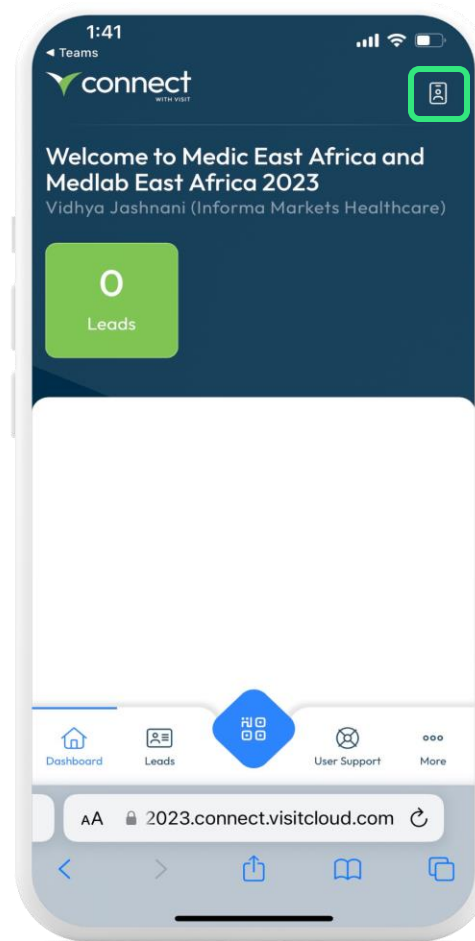 1:41
Teams
connect
WITH VISIT
Welcome to Medic East Africa and
Medlab East Africa 2023
Vidhya Jashnani (Informa Markets Healthcare)
0
Leads
Dashboard
Leads
User Support
More
AA 2023.connect.visitcloud.com